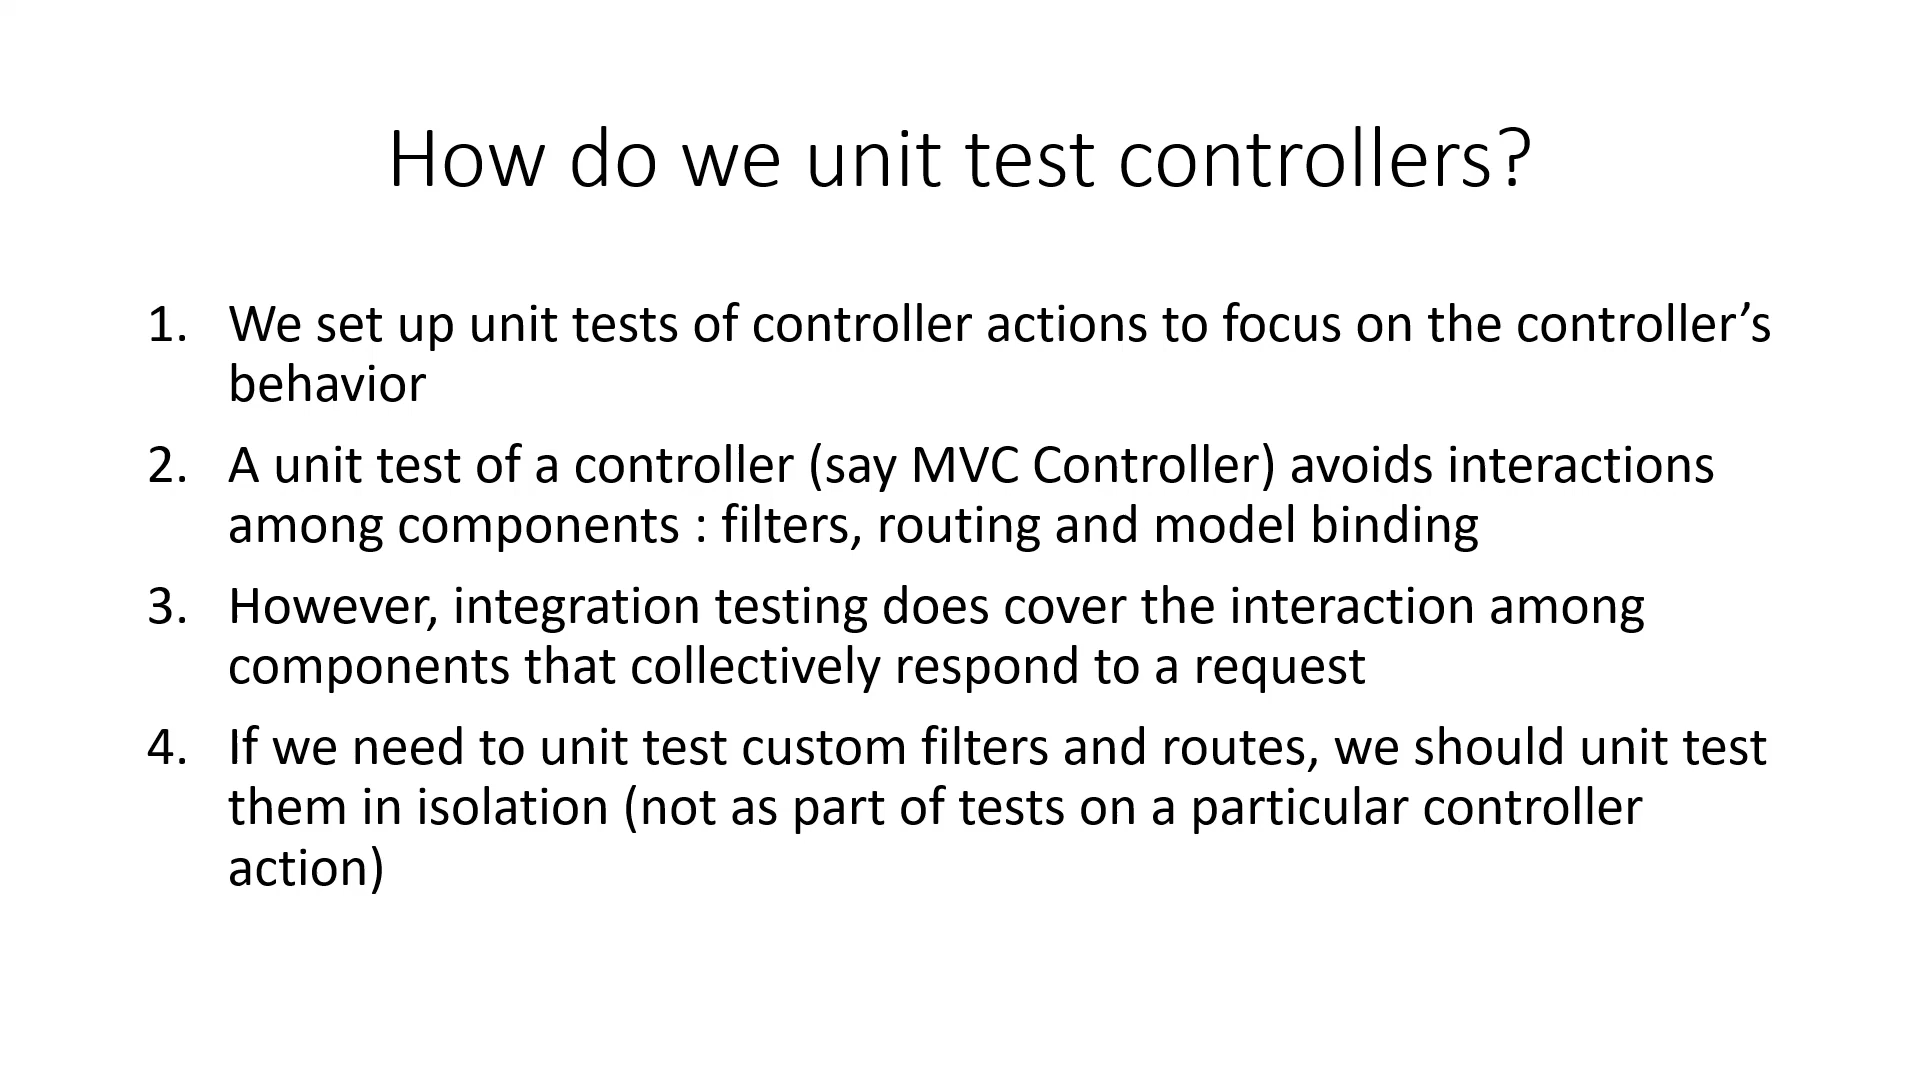 How do we unit test controllers?
1. We set up unit tests of controller actions to focus on the controller’s
behavior
2. A unit test of a controller (say MVC Controller) avoids interactions
among components : filters, routing and model binding
3. However, integration testing does cover the interaction among
components that collectively respond to a request
4. If we need to unit test custom filters and routes, we should unit test
them in isolation (not as part of tests on a particular controller
action)